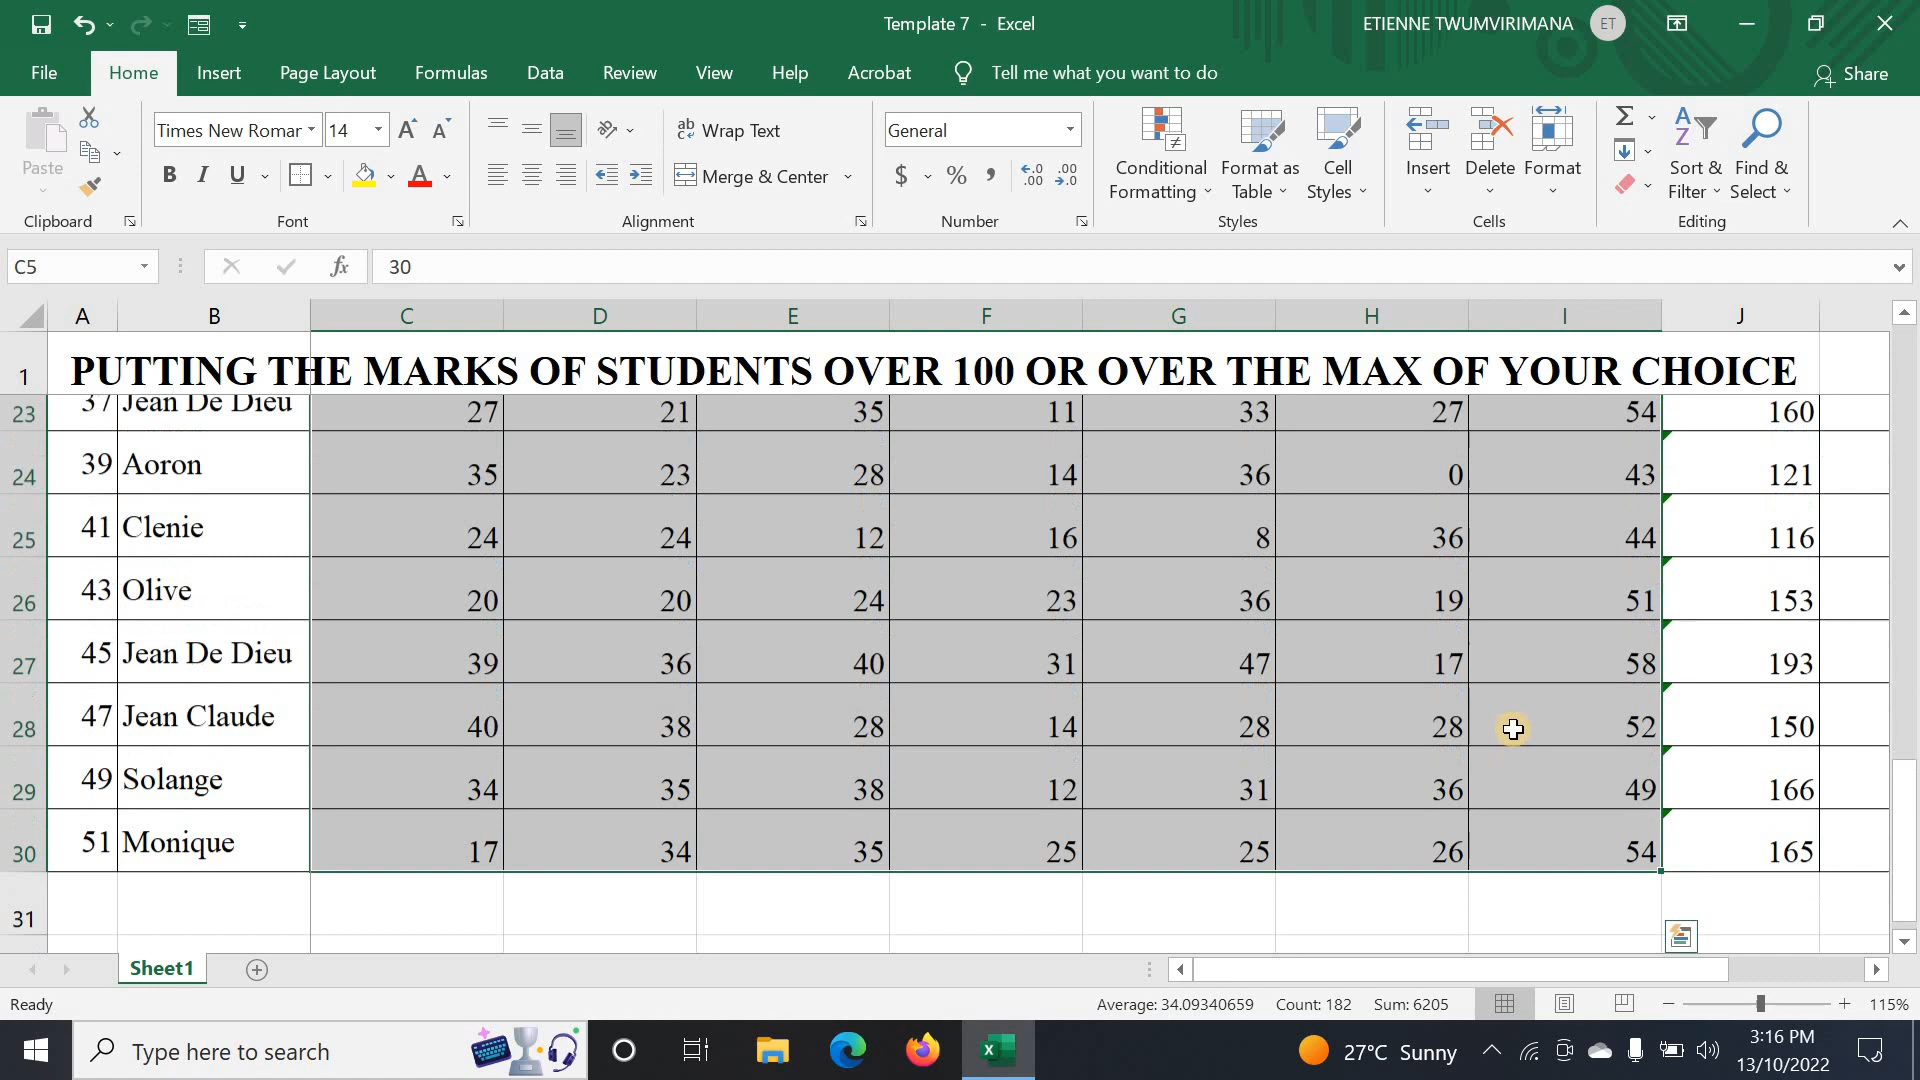 Template 7 - Excel
ETIENNE TWUMVIRIMANA ET
File Home Insert Page Layout Formulas Data Review View Help Acrobat Tell me what you want to do Share
Times New Romar 14 A A ab Wrap Text General
Paste B I U A Merge & Center $ % , Conditional Formatting Format as Table Cell Styles Insert Delete Format Sort & Filter Find & Select
Clipboard Font Alignment Number Styles Cells Editing
C5 fx 30
A B C D E F G H I J
1 PUTTING THE MARKS OF STUDENTS OVER 100 OR OVER THE MAX OF YOUR CHOICE
23 37 Jean De Dieu 27 21 35 11 33 27 54 160
24 39 Aoron 35 23 28 14 36 0 43 121
25 41 Clenie 24 24 12 16 8 36 44 116
26 43 Olive 20 20 24 23 36 19 51 153
27 45 Jean De Dieu 39 36 40 31 47 17 58 193
28 47 Jean Claude 40 38 28 14 28 28 52 150
29 49 Solange 34 35 38 12 31 36 49 166
30 51 Monique 17 34 35 25 25 26 54 165
31
Sheet1
Ready Average: 34.09340659 Count: 182 Sum: 6205 115%
Type here to search 27°C Sunny 3:16 PM
13/10/2022